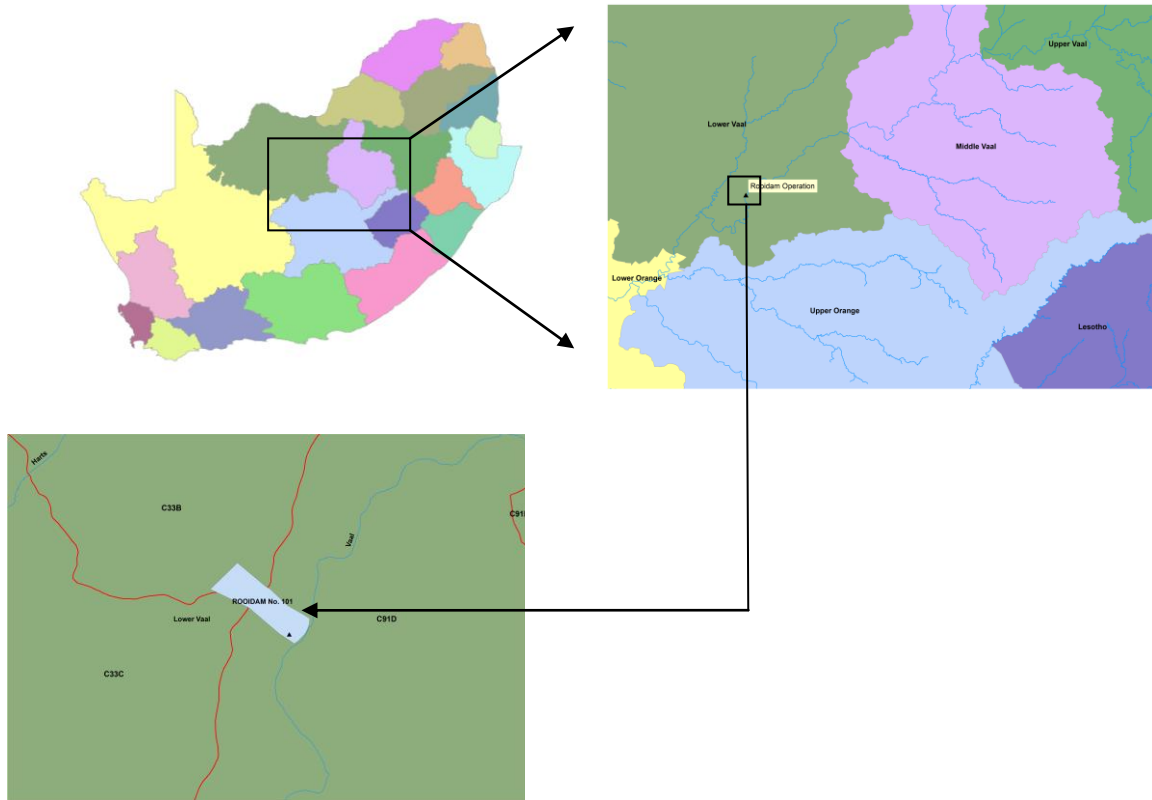 Upper Vaal
Lower Vaal
Middle Vaal
Rooidam Operation
Lower Orange
Upper Orange
Lesotho
Harts
C33B
Vaal
ROOIDAM No. 101
Lower Vaal
C91D
C33C